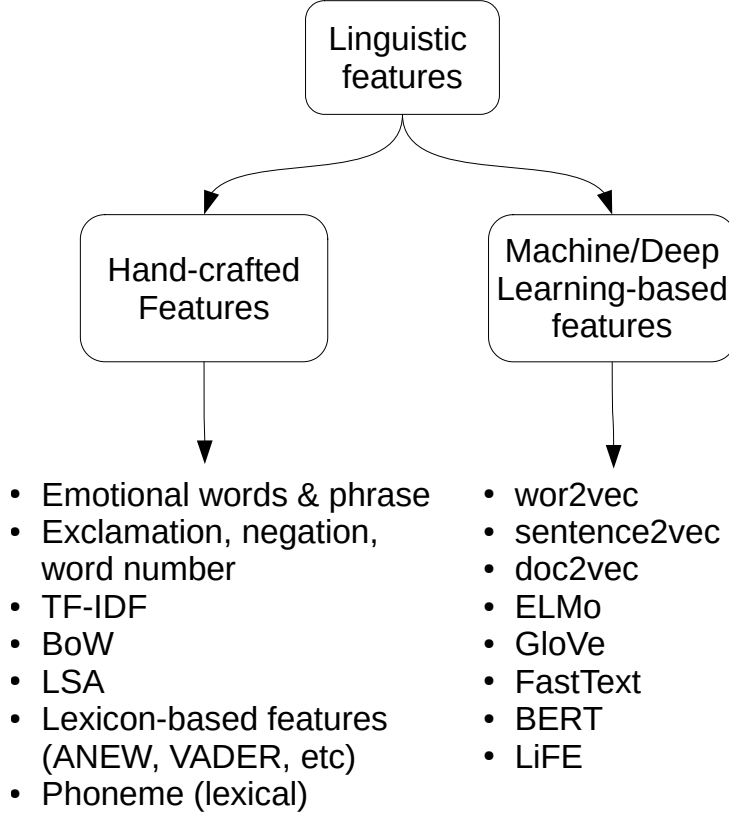 Linguistic
features
Hand-crafted
Features
Machine/Deep
Learning-based
features
• Emotional words & phrase
• Exclamation, negation,
word number
• TF-IDF
• BoW
• LSA
• Lexicon-based features
(ANEW, VADER, etc)
• Phoneme (lexical)
• wor2vec
• sentence2vec
• doc2vec
• ELMo
• GloVe
• FastText
• BERT
• LiFE